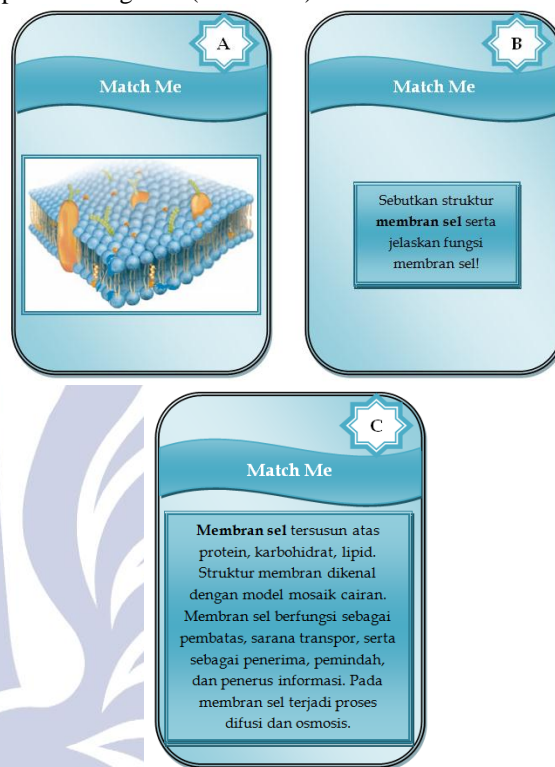 A
Match Me
B
Match Me
Sebutkan struktur
membran sel serta
jelaskan fungsi
membran sel!
C
Match Me
Membran sel tersusun atas
protein, karbohidrat, lipid.
Struktur membran dikenal
dengan model mosaik cairan.
Membran sel berfungsi sebagai
pembatas, sarana transpor, serta
sebagai penerima, pemindah,
dan penerus informasi. Pada
membran sel terjadi proses
difusi dan osmosis.